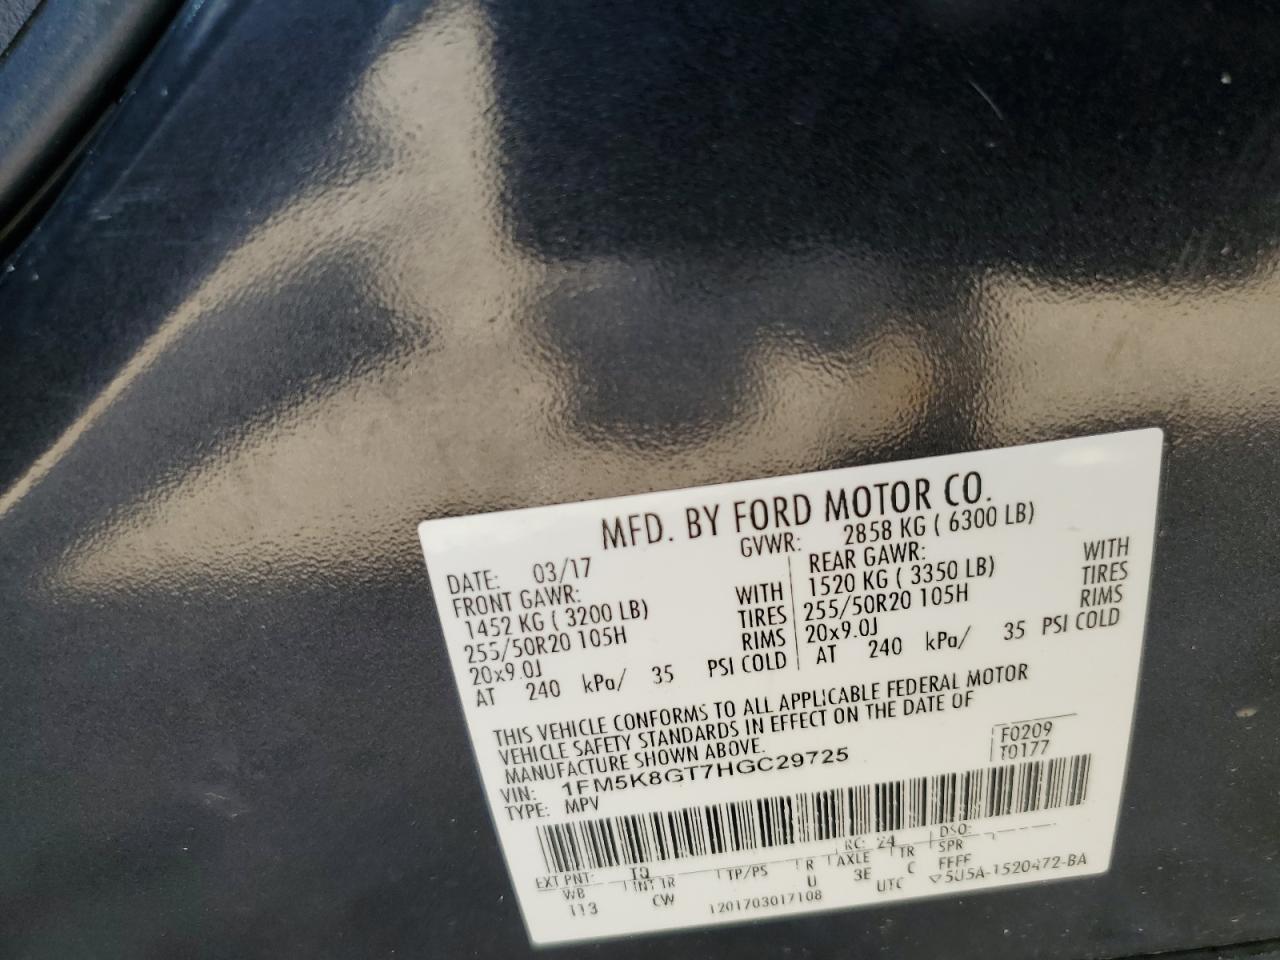 MFD. BY FORD MOTOR CO.
DATE: 03/17 GVWR: 2858 KG ( 6300 LB)
FRONT GAWR: REAR GAWR:
1452 KG ( 3200 LB) WITH 1520 KG ( 3350 LB) WITH
255/50R20 105H TIRES 255/50R20 105H TIRES
20x9.0J RIMS 20x9.0J RIMS
AT 240 kPa/ 35 PSI COLD AT 240 kPa/ 35 PSI COLD
THIS VEHICLE CONFORMS TO ALL APPLICABLE FEDERAL MOTOR
VEHICLE SAFETY STANDARDS IN EFFECT ON THE DATE OF
MANUFACTURE SHOWN ABOVE.
VIN: 1FM5K8GT7HGC29725 F0209
TYPE: MPV T0177
EXT PNT: TQ RC: 24 DSO:
WB INT TR TP/PS R AXLE TR SPR
113 CW U 3E C FFFF
1201703017108 UTC ▽5U5A-1520472-BA